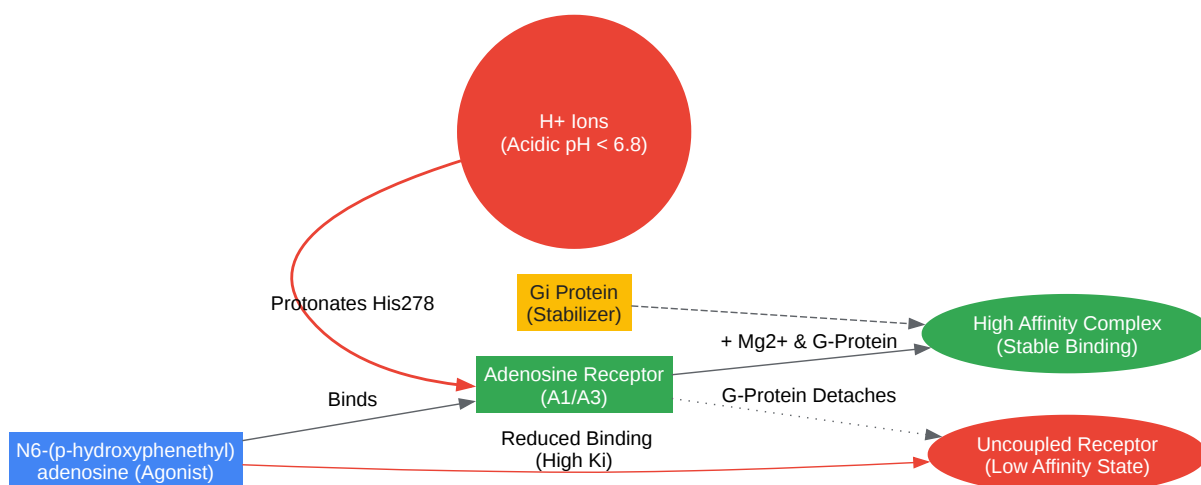 H+ Ions
(Acidic pH < 6.8)
Protonates His278
Gi Protein
(Stabilizer)
High Affinity Complex
(Stable Binding)
+ Mg2+ & G-Protein
Adenosine Receptor
(A1/A3)
G-Protein Detaches
Binds
N6-(p-hydroxyphenethyl)
adenosine (Agonist)
Reduced Binding
(High Ki)
Uncoupled Receptor
(Low Affinity State)